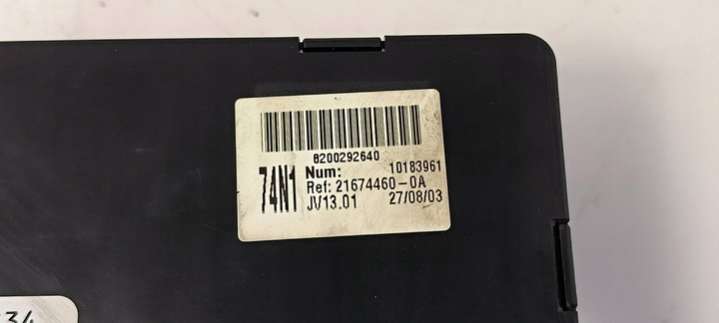 8200292640
74N1
Num: 10183961
Ref: 21674460-0A
JV13.01 27/08/03
34